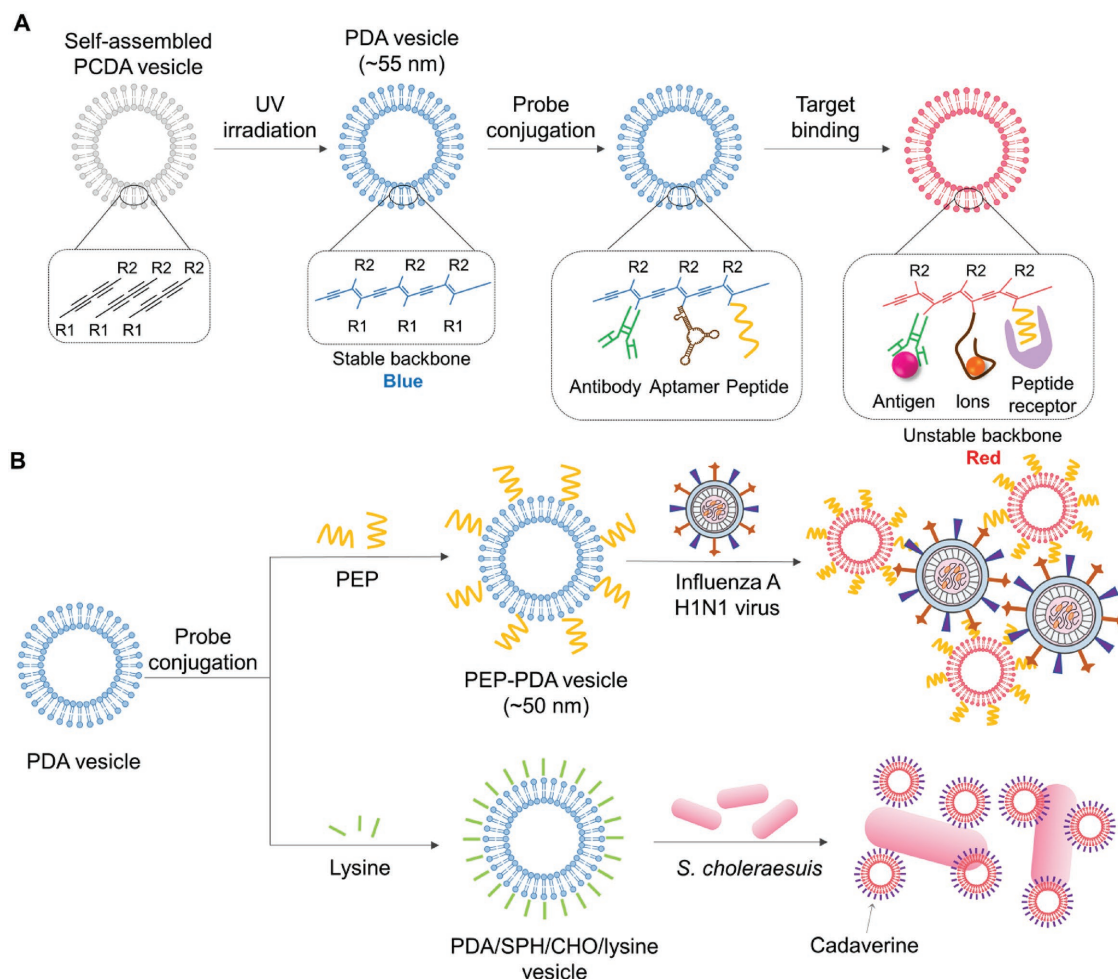 A
Self-assembled
PCDA vesicle
UV
irradiation
PDA vesicle
(~55 nm)
Probe
conjugation
Target
binding
R2 R2 R2
R1 R1 R1
R2 R2 R2
R1 R1 R1
Stable backbone
Blue
R2 R2 R2
Antibody Aptamer Peptide
R2 R2 R2
Antigen Ions Peptide
receptor
Unstable backbone
Red
B
PDA vesicle
Probe
conjugation
PEP
PEP-PDA vesicle
(~50 nm)
Influenza A
H1N1 virus
Lysine
PDA/SPH/CHO/lysine
vesicle
S. choleraesuis
Cadaverine